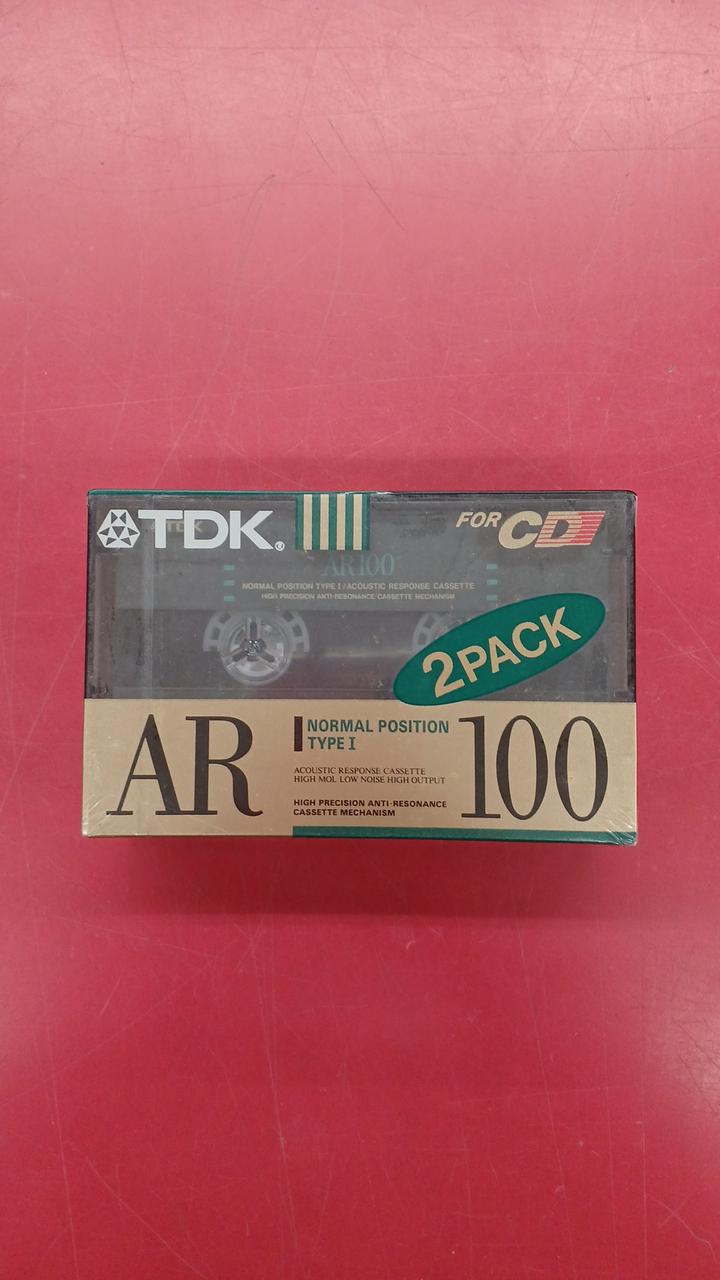 TDK®
FOR CD
TDK
AR100
NORMAL POSITION TYPE I/ACOUSTIC RESPONSE CASSETTE
HIGH PRECISION ANTI-RESONANCE CASSETTE MECHANISM
2PACK
AR
NORMAL POSITION
TYPE I
ACOUSTIC RESPONSE CASSETTE
HIGH MOL LOW NOISE HIGH OUTPUT
HIGH PRECISION ANTI-RESONANCE
CASSETTE MECHANISM
100